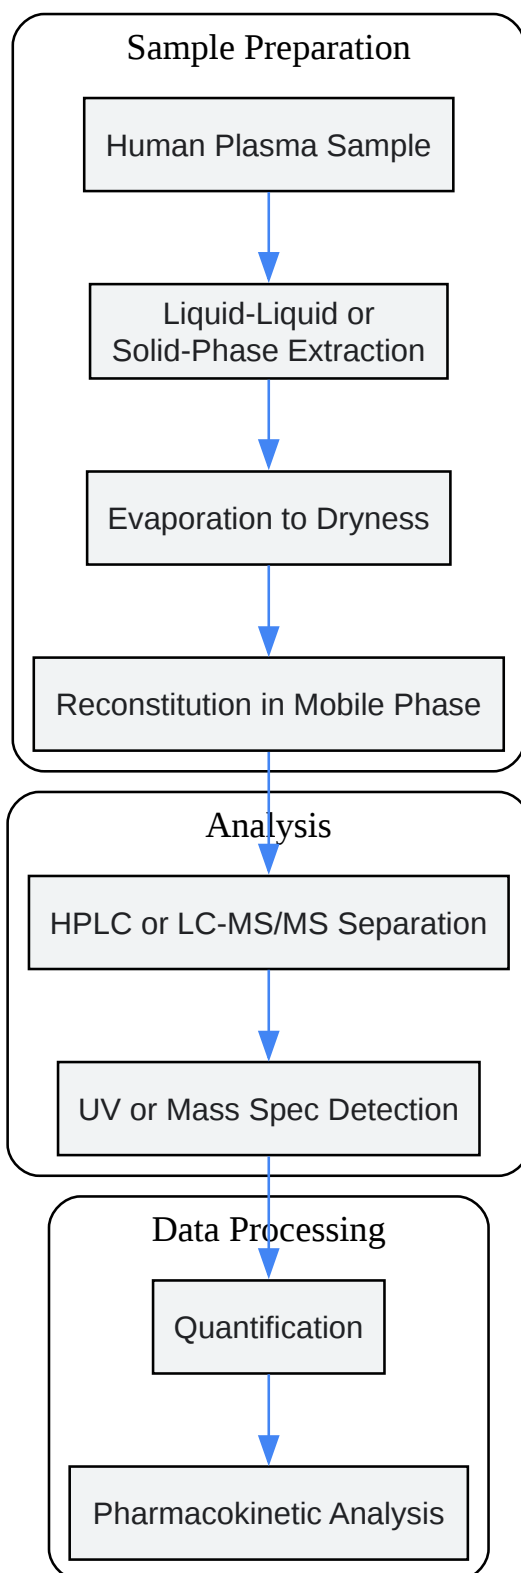 Sample Preparation
Human Plasma Sample
Liquid-Liquid or
Solid-Phase Extraction
Evaporation to Dryness
Reconstitution in Mobile Phase
Analysis
HPLC or LC-MS/MS Separation
UV or Mass Spec Detection
Data Processing
Quantification
Pharmacokinetic Analysis